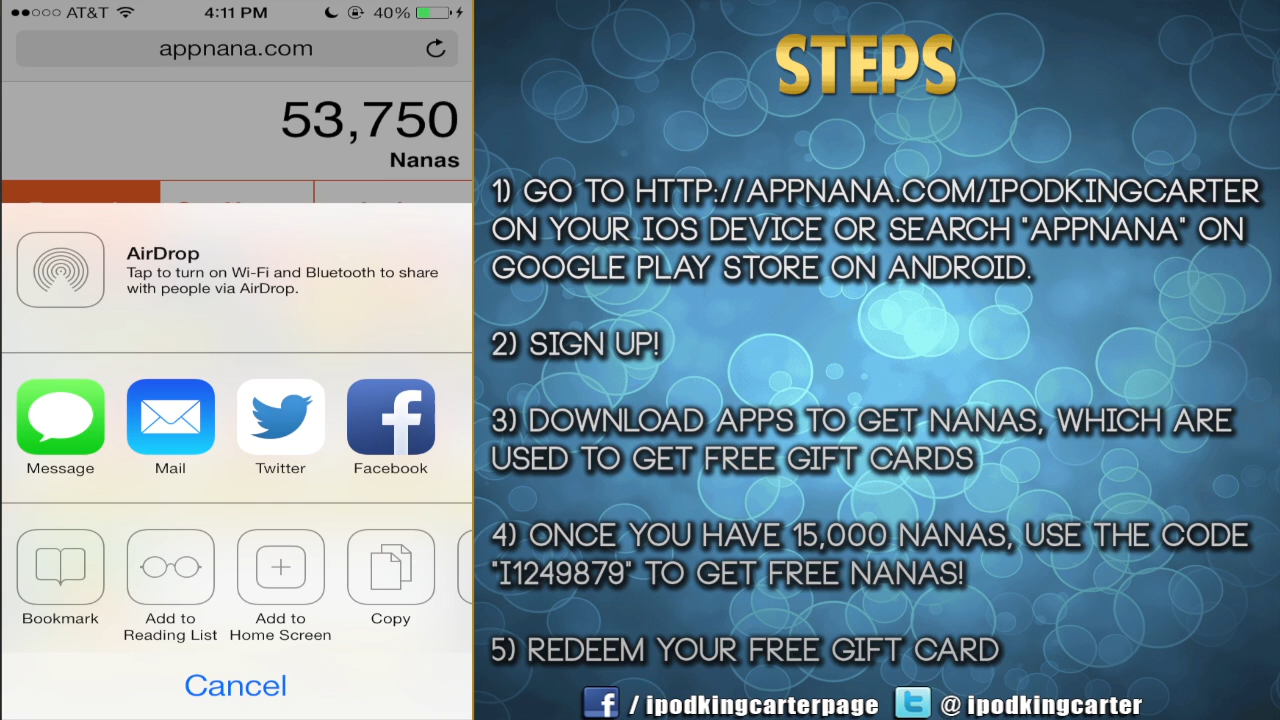 AT&T 4:11 PM 40%
appnana.com
53,750
Nanas
AirDrop
Tap to turn on Wi-Fi and Bluetooth to share
with people via AirDrop.
Message Mail Twitter Facebook
Bookmark Add to Reading List Add to Home Screen Copy
Cancel
STEPS
1) GO TO HTTP://APPNANA.COM/IPODKINGCARTER
ON YOUR IOS DEVICE OR SEARCH "APPNANA" ON
GOOGLE PLAY STORE ON ANDROID.
2) SIGN UP!
3) DOWNLOAD APPS TO GET NANAS, WHICH ARE
USED TO GET FREE GIFT CARDS
4) ONCE YOU HAVE 15,000 NANAS, USE THE CODE
"I1249879" TO GET FREE NANAS!
5) REDEEM YOUR FREE GIFT CARD
/ ipodkingcarterpage @ ipodkingcarter